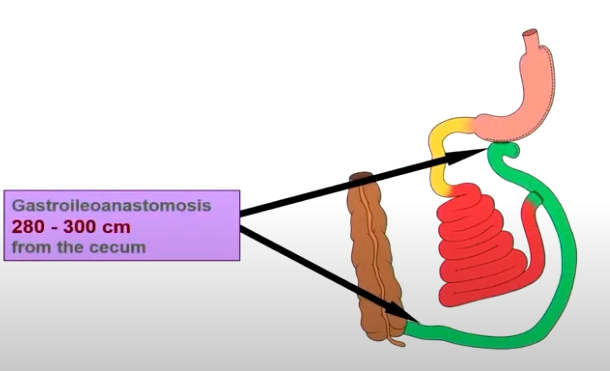 Gastroileoanastomosis
280 - 300 cm
from the cecum